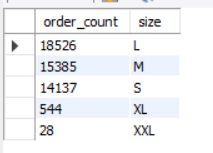 order_count size
18526 L
15385 M
14137 S
544 XL
28 XXL